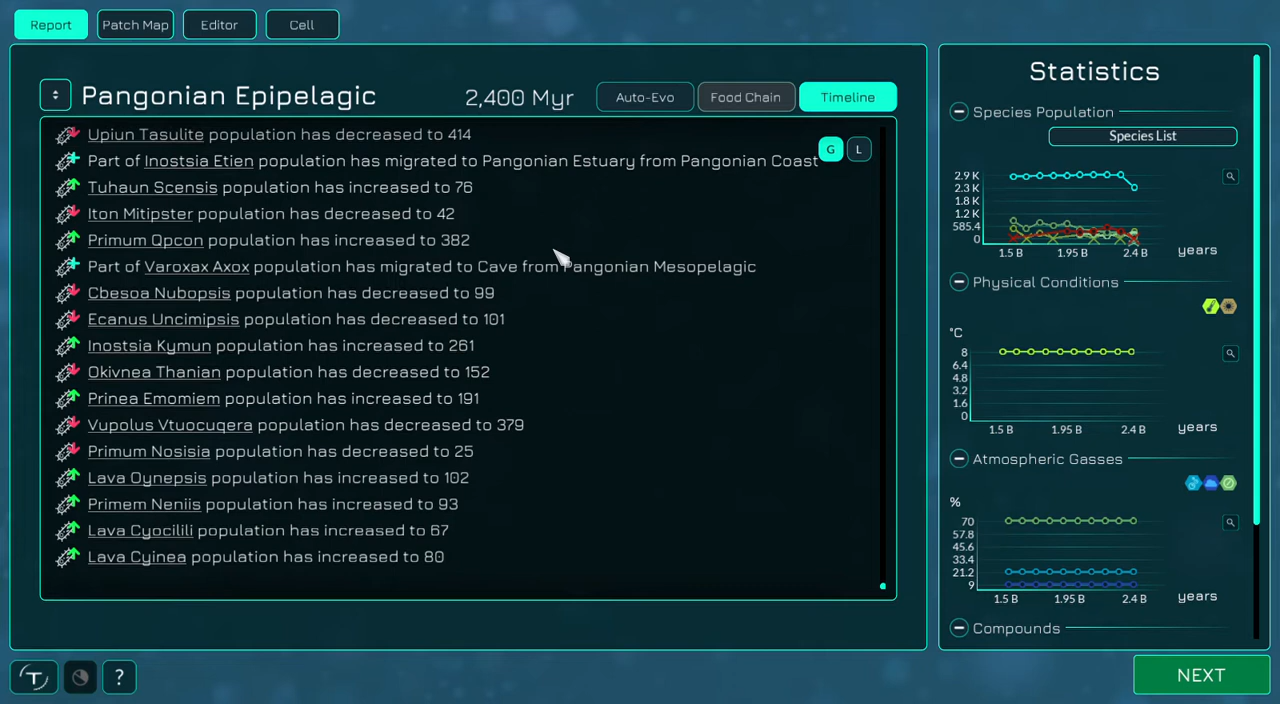 Report
Patch Map
Editor
Cell
Pangonian Epipelagic
2,400 Myr
Auto-Evo
Food Chain
Timeline
G
L
Upiun Tasulite population has decreased to 414
Part of Inostsia Etien population has migrated to Pangonian Estuary from Pangonian Coast
Tuhaun Scensis population has increased to 76
Iton Mitipster population has decreased to 42
Primum Qpcon population has increased to 382
Part of Varoxax Axox population has migrated to Cave from Pangonian Mesopelagic
Cbesoa Nubopsis population has decreased to 99
Ecanus Uncimipsis population has decreased to 101
Inostsia Kymun population has increased to 261
Okivnea Thanian population has decreased to 152
Prinea Emomiem population has increased to 191
Vupolus Vtuocuqera population has decreased to 379
Primum Nosisia population has decreased to 25
Lava Oynepsis population has increased to 102
Primem Neniis population has increased to 93
Lava Cyocilili population has increased to 67
Lava Cyinea population has increased to 80
Statistics
Species Population
Species List
2.9 K
2.3 K
1.8 K
1.2 K
585.4
0
1.5 B 1.95 B 2.4 B years
Physical Conditions
°C
8
6.4
4.8
3.2
1.6
0
1.5 B 1.95 B 2.4 B years
Atmospheric Gasses
%
70
57.8
45.6
33.4
21.2
9
1.5 B 1.95 B 2.4 B years
Compounds
?
NEXT